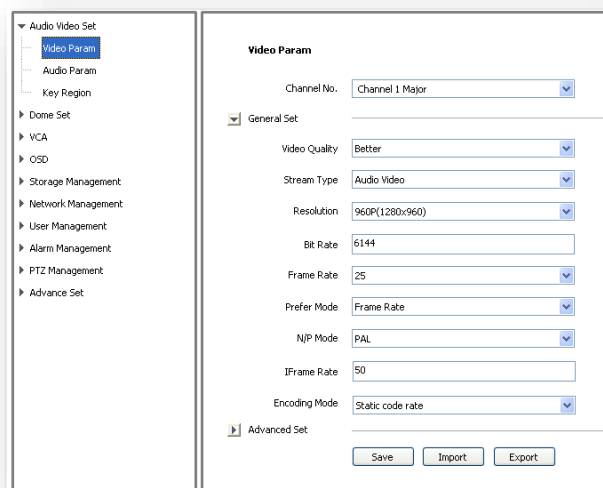 Audio Video Set
Video Param
Audio Param
Key Region
Dome Set
VCA
OSD
Storage Management
Network Management
User Management
Alarm Management
PTZ Management
Advance Set
Video Param
Channel No. Channel 1 Major
General Set
Video Quality Better
Stream Type Audio Video
Resolution 960P(1280x960)
Bit Rate 6144
Frame Rate 25
Prefer Mode Frame Rate
N/P Mode PAL
IFrame Rate 50
Encoding Mode Static code rate
Advanced Set
Save Import Export